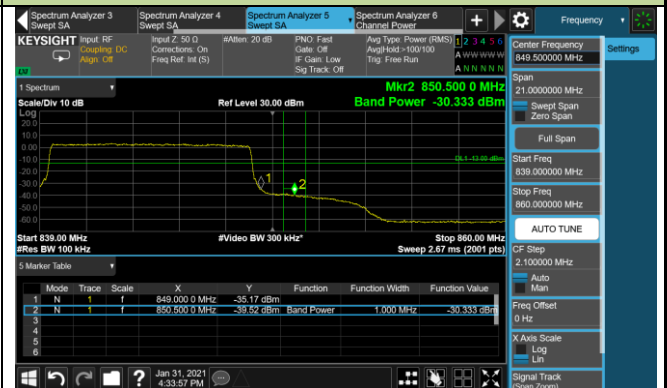 Spectrum Analyzer 3
Swept SA
Spectrum Analyzer 4
Swept SA
Spectrum Analyzer 5
Swept SA
Spectrum Analyzer 6
Channel Power
Frequency
KEYSIGHT
Input: RF
Coupling: DC
Align: Off
Input Z: 50 Ω
Corrections: On
Freq Ref: Int (S)
#Atten: 20 dB
PNO: Fast
Gate: Off
IF Gain: Low
Sig Track: Off
Avg Type: Power (RMS)
Avg|Hold:>100/100
Trig: Free Run
1 2 3 4 5 6
A W W W W W
A N N N N N
Center Frequency
849.500000 MHz
Settings
Span
21.0000000 MHz
Swept Span
Zero Span
Full Span
Start Freq
839.000000 MHz
Stop Freq
860.000000 MHz
AUTO TUNE
CF Step
2.100000 MHz
Auto
Man
Freq Offset
0 Hz
X Axis Scale
Log
Lin
Signal Track
(Span Zoom)
1 Spectrum
Scale/Div 10 dB
Ref Level 30.00 dBm
Mkr2 850.500 0 MHz
Band Power -30.333 dBm
Log
20.0
10.0
0.00
-10.0
-20.0
-30.0
-40.0
-50.0
-60.0
DL1 -13.00 dBm
1
2
Start 839.00 MHz
#Video BW 300 kHz*
Stop 860.00 MHz
#Res BW 100 kHz
Sweep 2.67 ms (2001 pts)
5 Marker Table
Mode Trace Scale X Y Function Function Width Function Value
1 N 1 f 849.000 0 MHz -35.17 dBm
2 N 1 f 850.500 0 MHz -39.52 dBm Band Power 1.000 MHz -30.333 dBm
3
4
5
6
?
Jan 31, 2021
4:33:57 PM